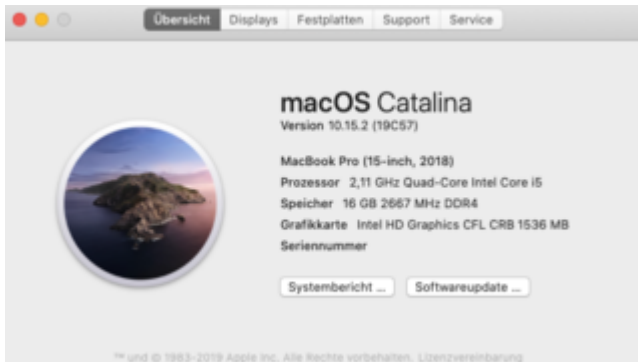 Übersicht Displays Festplatten Support Service
macOS Catalina
Version 10.15.2 (19C57)
MacBook Pro (15-inch, 2018)
Prozessor 2,11 GHz Quad-Core Intel Core i5
Speicher 16 GB 2667 MHz DDR4
Grafikkarte Intel HD Graphics CFL CRB 1536 MB
Seriennummer
Systembericht ... Softwareupdate ...
™ und © 1983-2019 Apple Inc. Alle Rechte vorbehalten. Lizenzvereinbarung